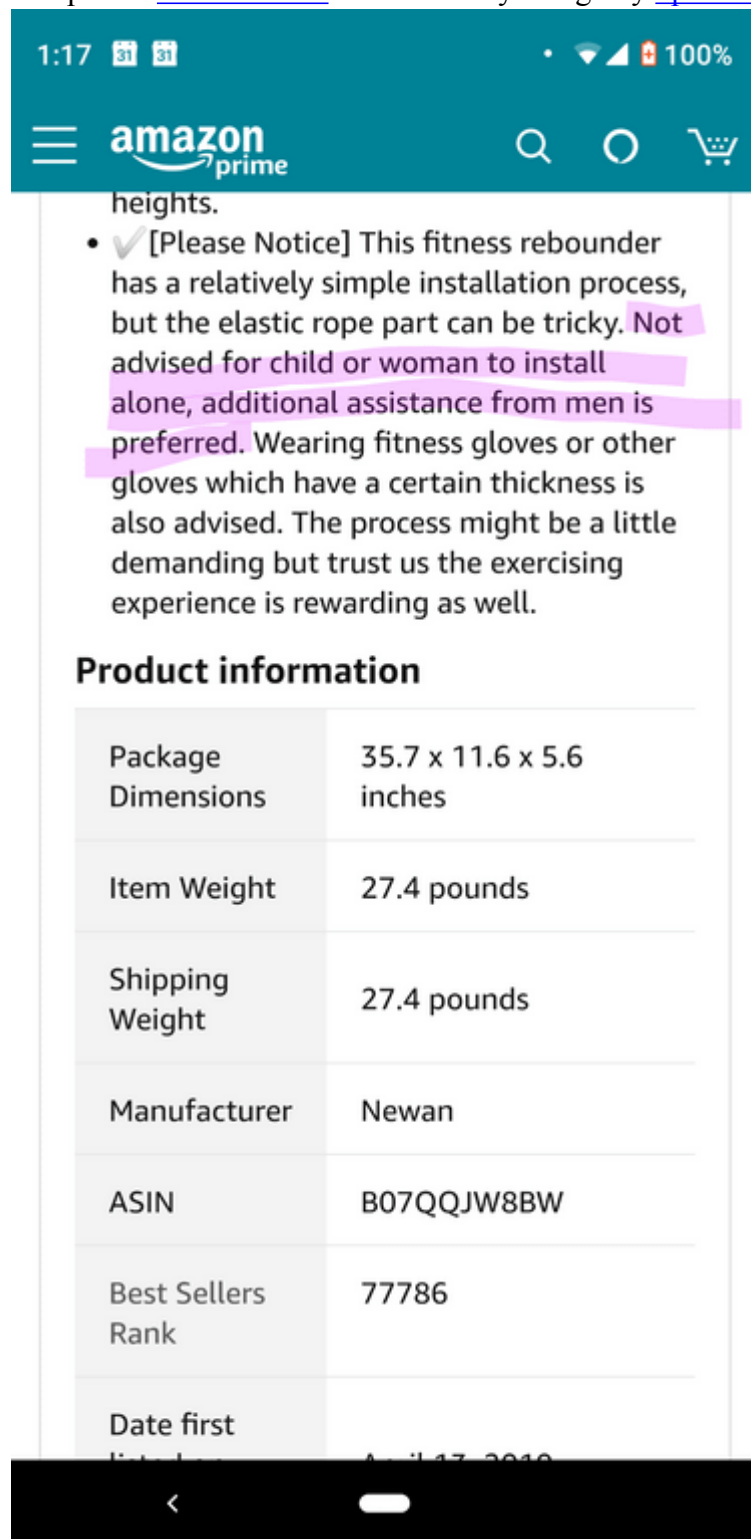 1:17 31 31 100%
amazon
prime
heights.
• ✔[Please Notice] This fitness rebounder
has a relatively simple installation process,
but the elastic rope part can be tricky. Not
advised for child or woman to install
alone, additional assistance from men is
preferred. Wearing fitness gloves or other
gloves which have a certain thickness is
also advised. The process might be a little
demanding but trust us the exercising
experience is rewarding as well.
Product information
Package
Dimensions
35.7 x 11.6 x 5.6
inches
Item Weight
27.4 pounds
Shipping
Weight
27.4 pounds
Manufacturer
Newan
ASIN
B07QQJW8BW
Best Sellers
Rank
77786
Date first